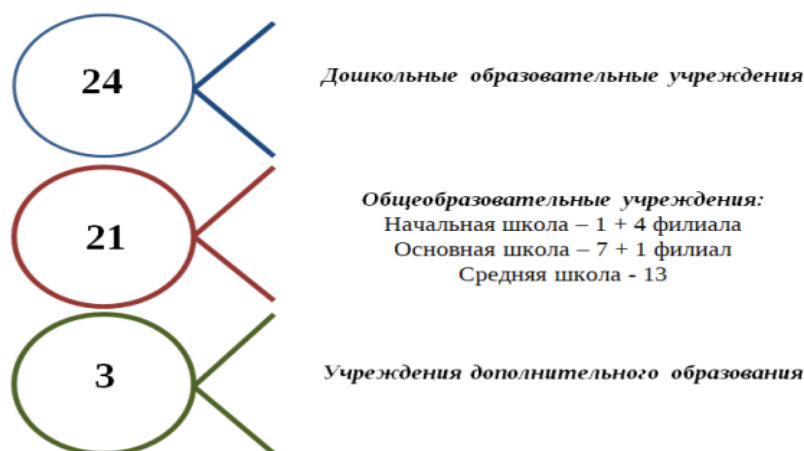 24
Дошкольные образовательные учреждения
21
Общеобразовательные учреждения:
Начальная школа – 1 + 4 филиала
Основная школа – 7 + 1 филиал
Средняя школа - 13
3
Учреждения дополнительного образования